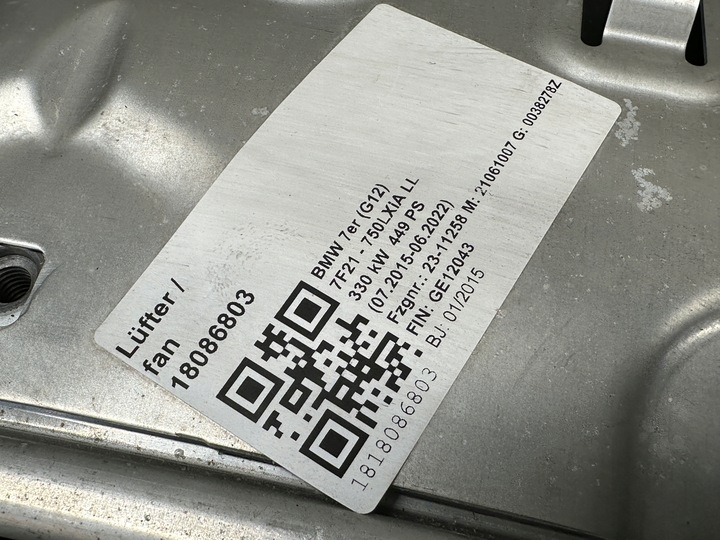 Lüfter /
fan
18086803
BMW 7er (G12)
7F21 - 750LXIA LL
330 kW 449 PS
(07.2015-06.2022)
Fzgnr.: 23-11258 M: 21061007 G: 0038278Z
FIN: GE12043
BJ: 01/2015
1818086803